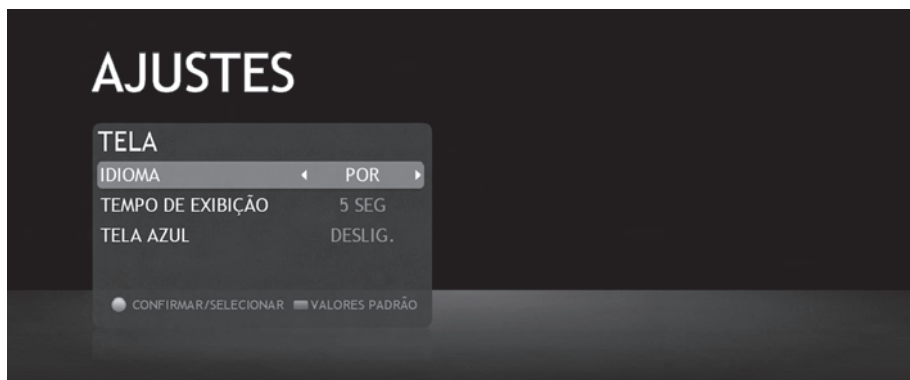 AJUSTES
TELA
IDIOMA POR
TEMPO DE EXIBIÇÃO 5 SEG
TELA AZUL DESLIG.
CONFIRMAR/SELECIONAR VALORES PADRÃO